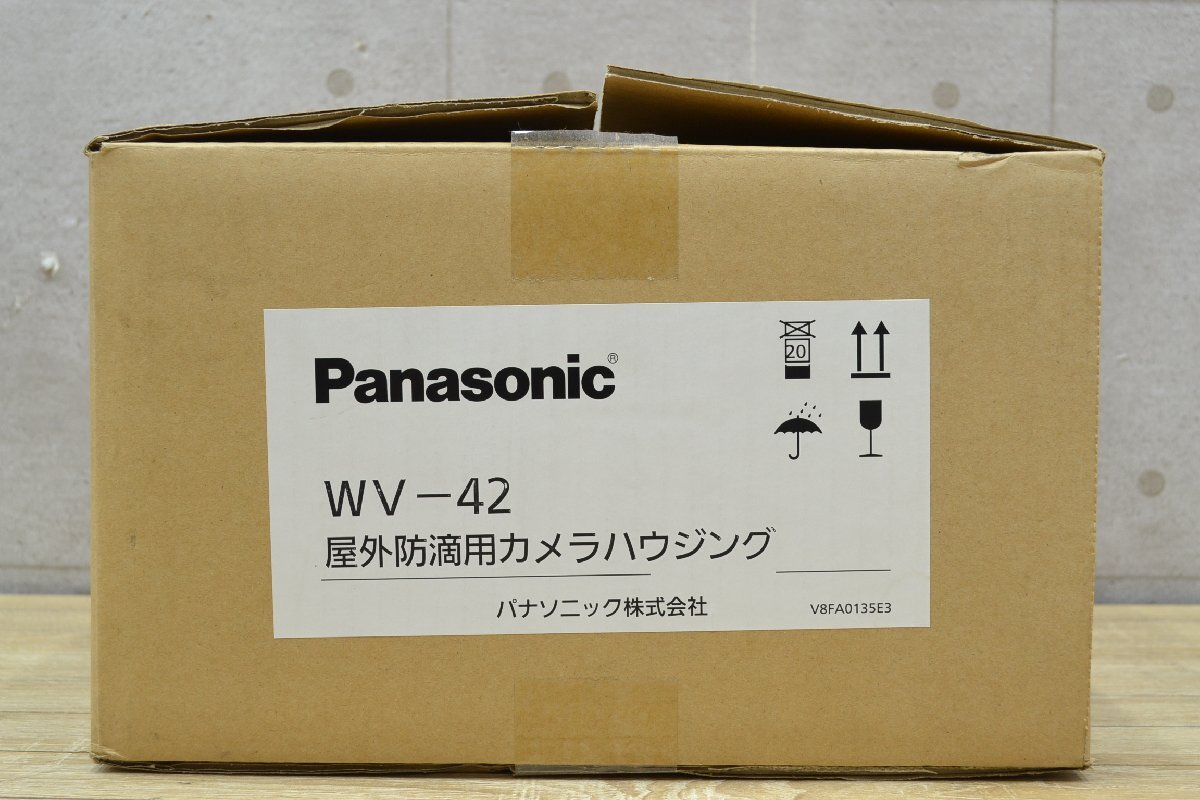 Panasonic®
20
WV-42
屋外防滴用カメラハウジング
パナソニック株式会社
V8FA0135E3